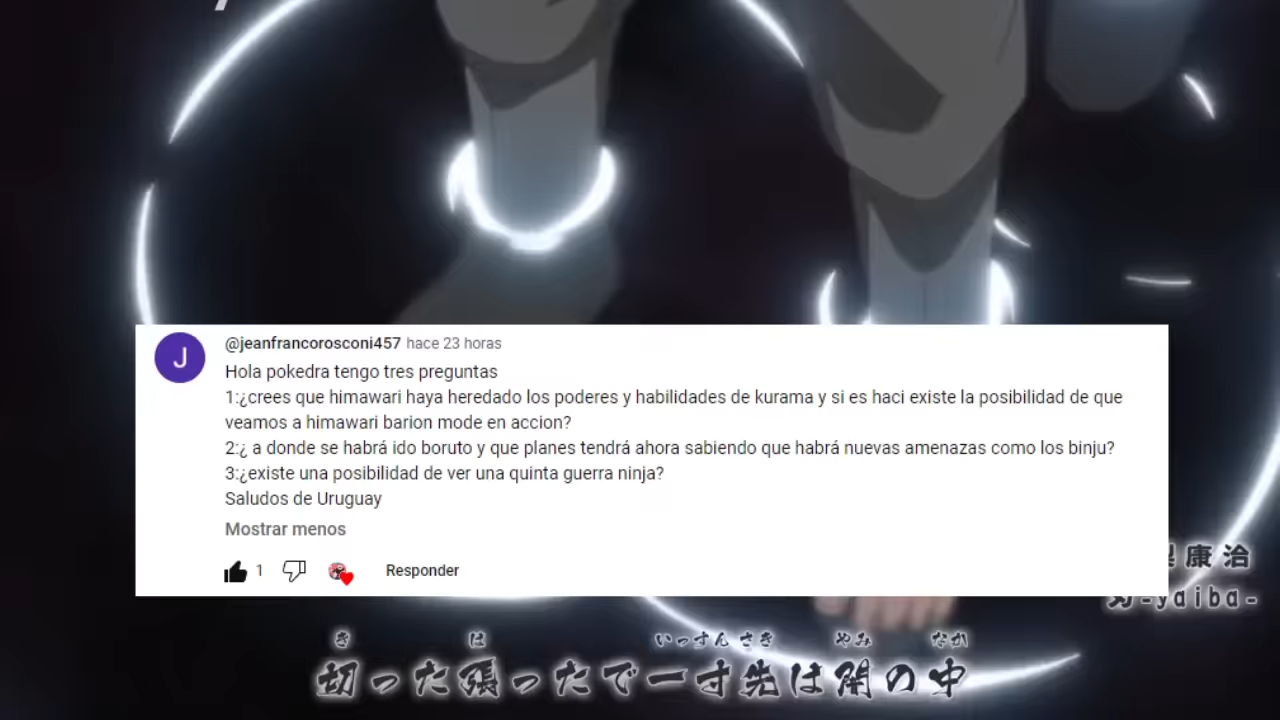 J
@jeanfrancorosconi457 hace 23 horas
Hola pokedra tengo tres preguntas
1:¿crees que himawari haya heredado los poderes y habilidades de kurama y si es haci existe la posibilidad de que
veamos a himawari barion mode en accion?
2:¿ a donde se habrá ido boruto y que planes tendrá ahora sabiendo que habrá nuevas amenazas como los binju?
3:¿existe una posibilidad de ver una quinta guerra ninja?
Saludos de Uruguay
Mostrar menos
1 Responder
康治
刃-yaiba-
き は いっすんさき やみ なか
切った張ったで一寸先は闇の中